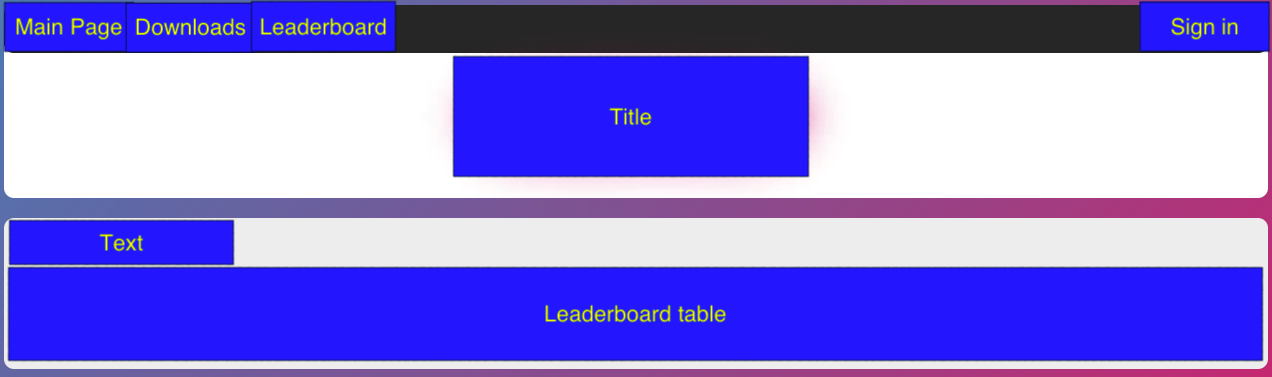 Main Page Downloads Leaderboard Sign in
Title
Text
Leaderboard table